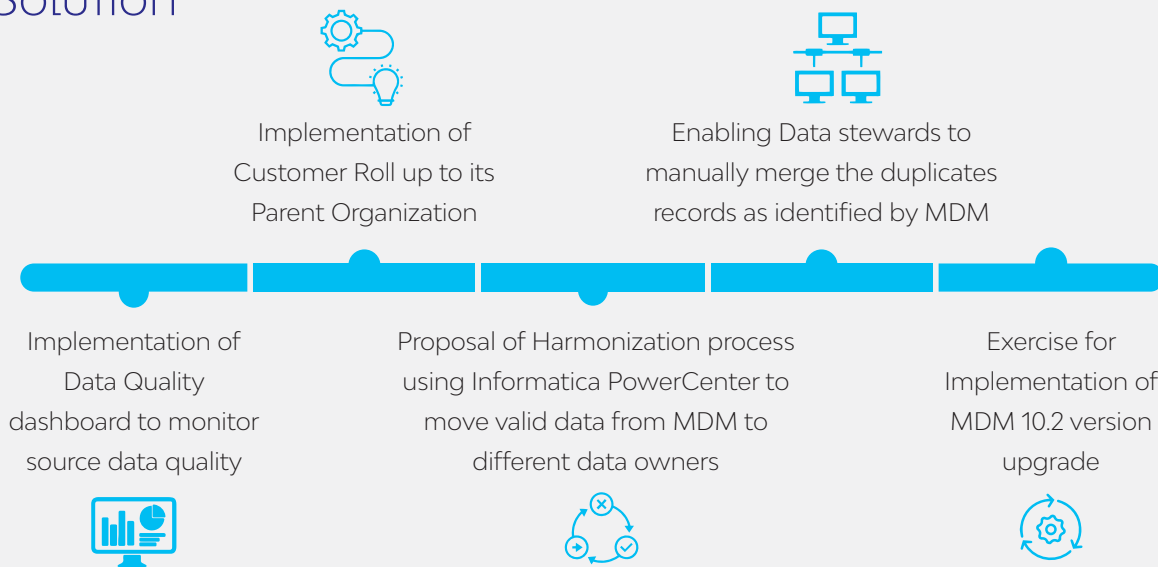 Solution
Implementation of
Customer Roll up to its
Parent Organization
Enabling Data stewards to
manually merge the duplicates
records as identified by MDM
Implementation of
Data Quality
dashboard to monitor
source data quality
Proposal of Harmonization process
using Informatica PowerCenter to
move valid data from MDM to
different data owners
Exercise for
Implementation of
MDM 10.2 version
upgrade